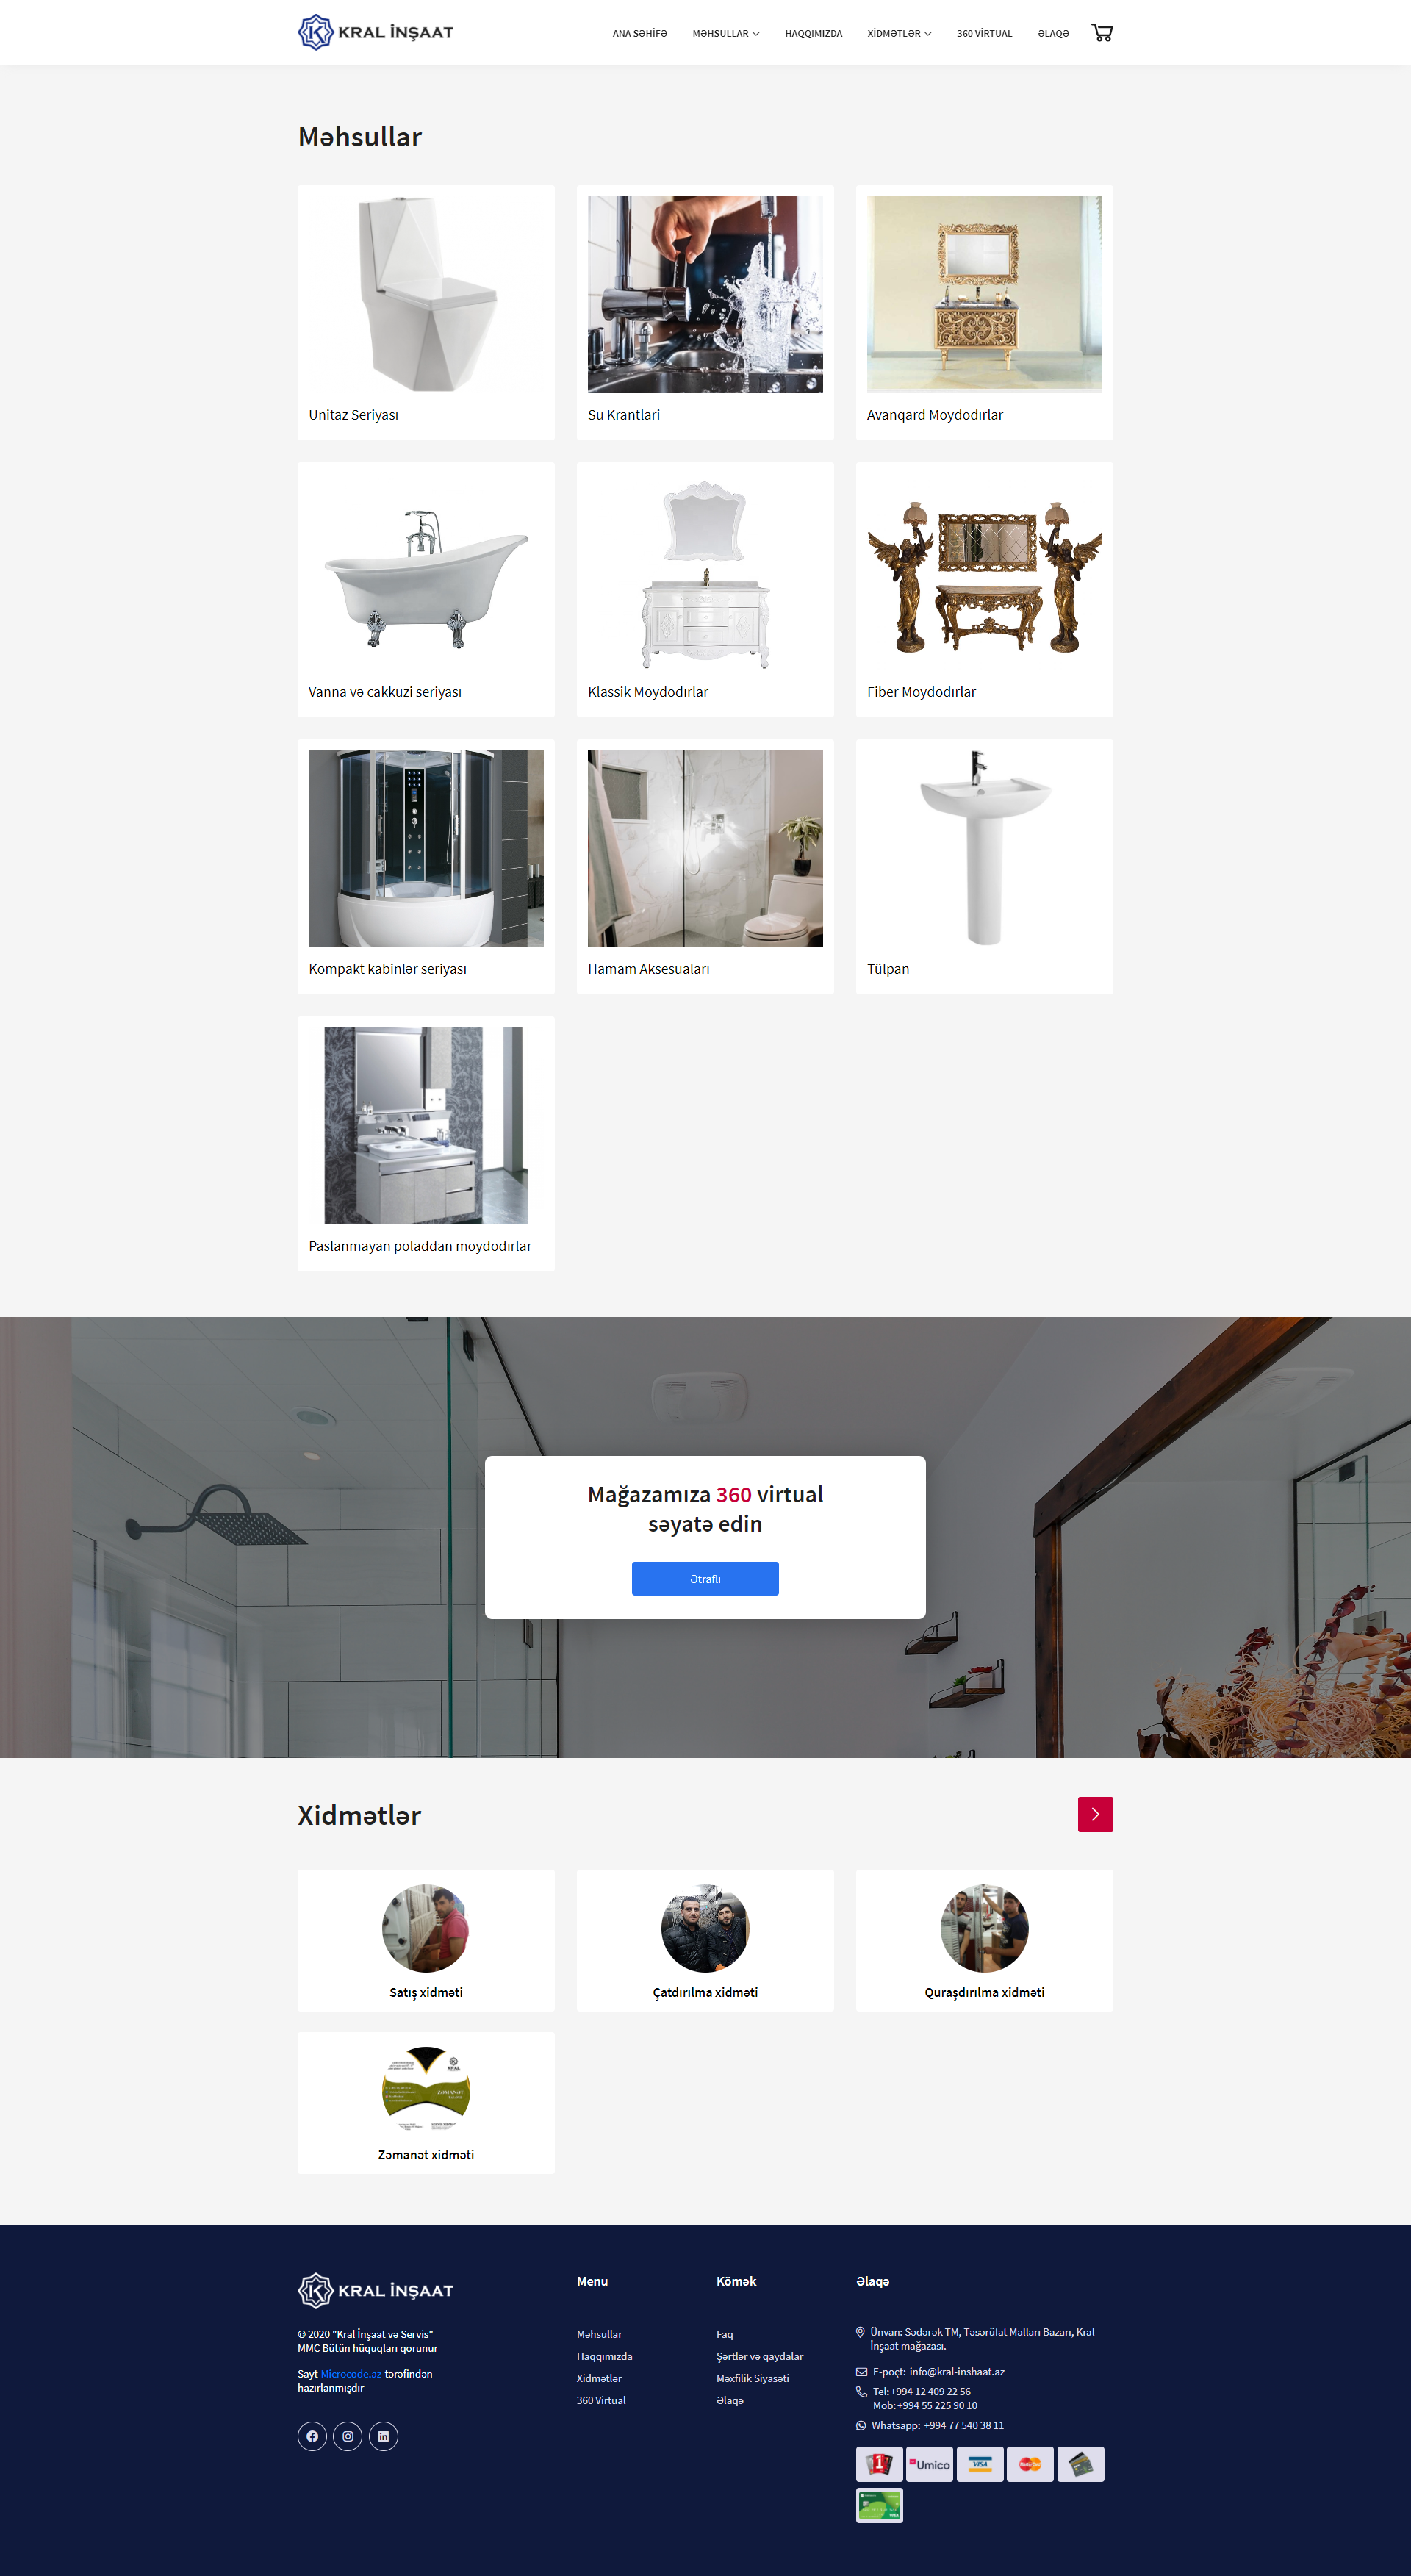 KRAL İNŞAAT
ANA SƏHİFƏ
MƏHSULLAR
HAQQIMIZDA
XİDMƏTLƏR
360 VİRTUAL
ƏLAQƏ
Məhsullar
Unitaz Seriyası
Su Krantlari
Avanqard Moydodırlar
Vanna və cakkuzi seriyası
Klassik Moydodırlar
Fiber Moydodırlar
Kompakt kabinlər seriyası
Hamam Aksesuaları
Tülpan
Paslanmayan poladdan moydodırlar
Mağazamıza 360 virtual
səyatə edin
Ətraflı
Xidmətlər
Satış xidməti
Çatdırılma xidməti
Quraşdırılma xidməti
Zəmanət xidməti
KRAL İNŞAAT
© 2020 "Kral İnşaat və Servis"
MMC Bütün hüquqları qorunur
Sayt Microcode.az tərəfindən
hazırlanmışdır
Menu
Məhsullar
Haqqımızda
Xidmətlər
360 Virtual
Kömək
Faq
Şərtlər və qaydalar
Məxfilik Siyasəti
Əlaqə
Əlaqə
Ünvan: Sədərək TM, Təsərüfat Malları Bazarı, Kral
İnşaat mağazası.
E-poçt: info@kral-inshaat.az
Tel:+994 12 409 22 56
Mob:+994 55 225 90 10
Whatsapp: +994 77 540 38 11
Umico
VISA